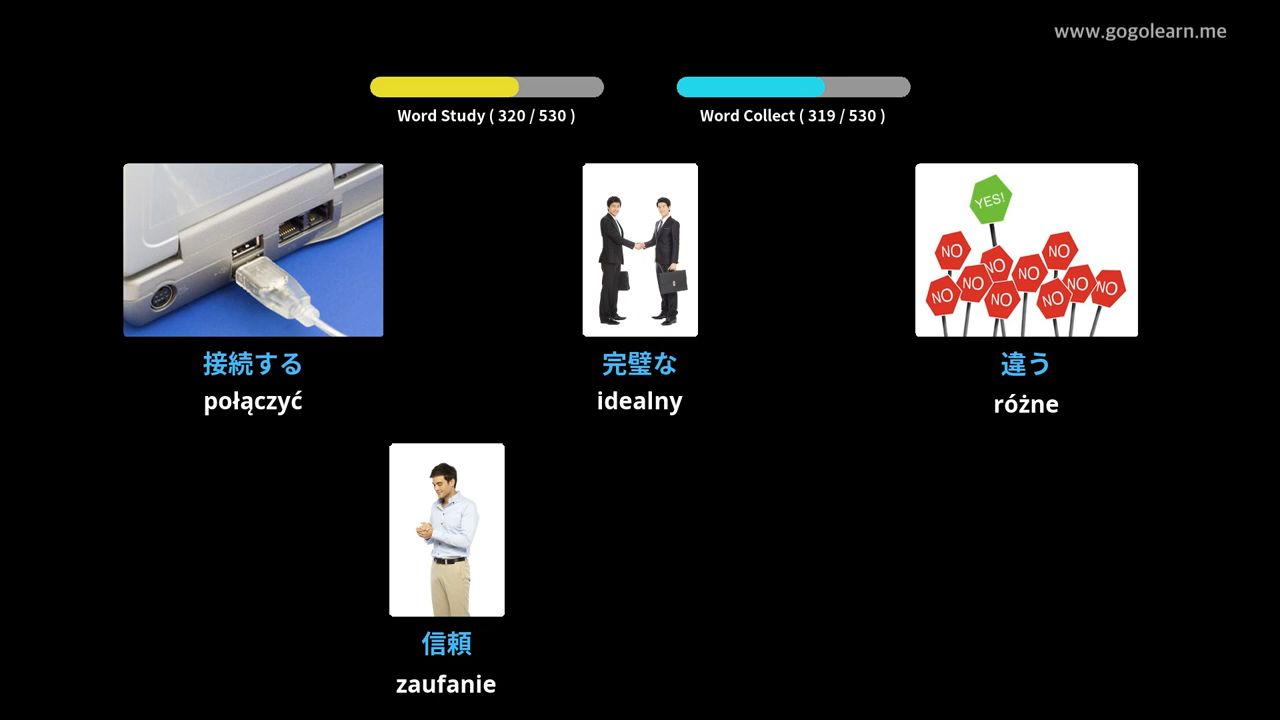 www.gogolearn.me
Word Study ( 320 / 530 )
Word Collect ( 319 / 530 )
YES!
NO
NO
NO
NO
NO
NO
NO
NO
NO
NO
接続する
完璧な
違う
połączyć
idealny
różne
信頼
zaufanie